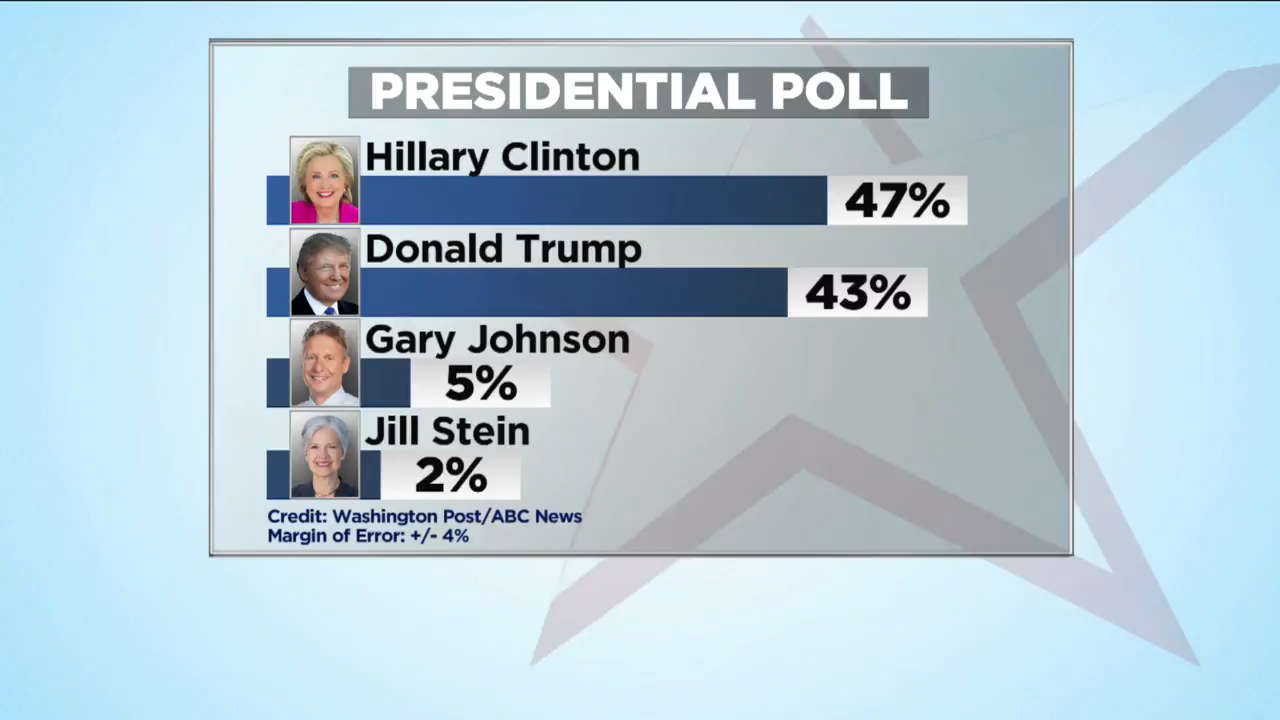 PRESIDENTIAL POLL
Hillary Clinton
47%
Donald Trump
43%
Gary Johnson
5%
Jill Stein
2%
Credit: Washington Post/ABC News
Margin of Error: +/- 4%